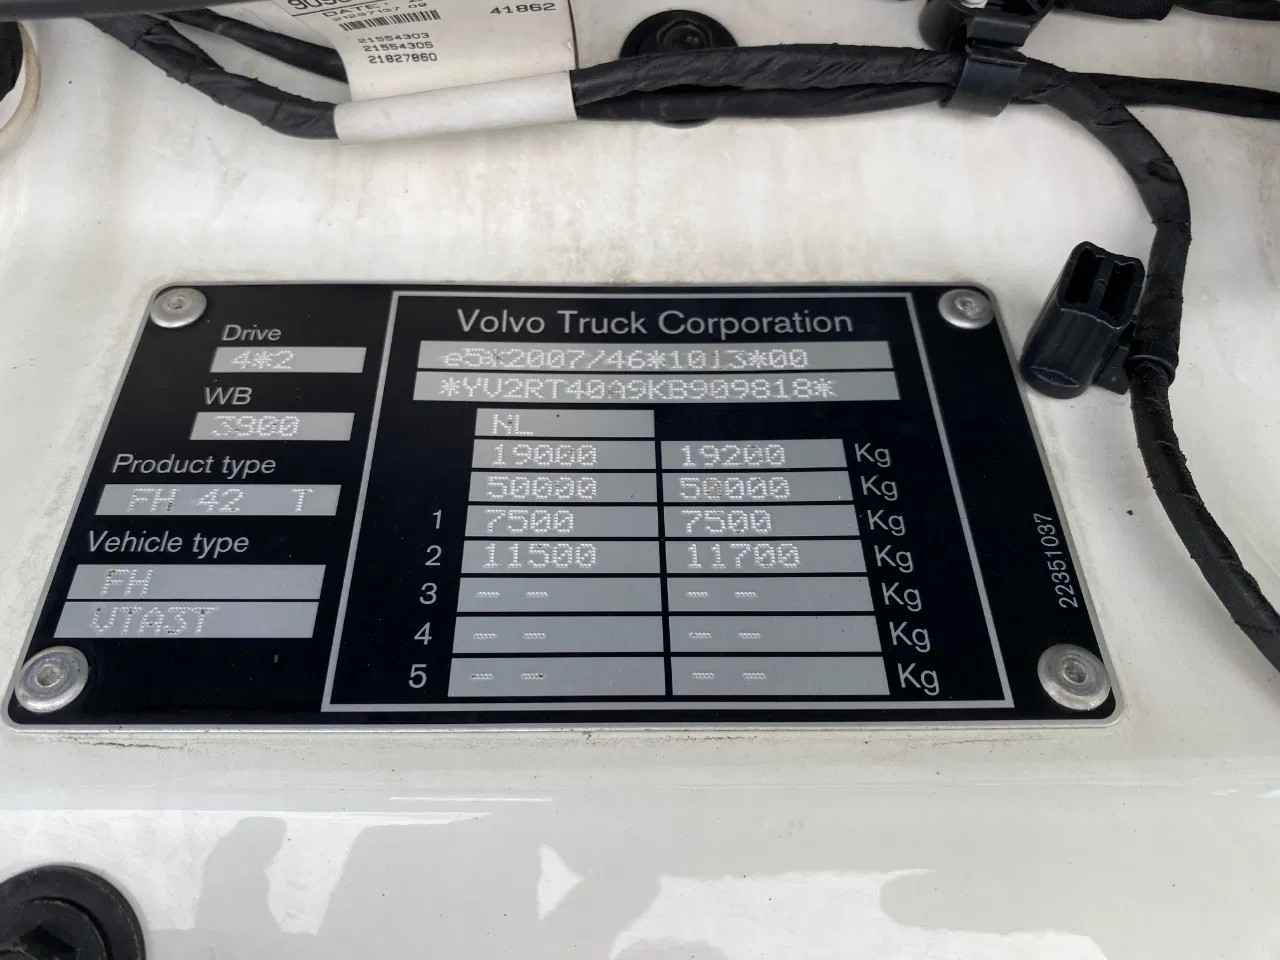 41862
21554303
21554305
21827860
Volvo Truck Corporation
Drive
4*2
e5*2007/46*1013*00
*YV2RT40A9KB909818*
WB
3900
NL
19000 19200 Kg
Product type
50000 50000 Kg
FH 42 T
1 7500 7500 Kg
Vehicle type
2 11500 11700 Kg
FH
3 -- -- -- -- Kg
VTA3T
4 -- -- -- -- Kg
5 -- -- -- -- Kg
22351037